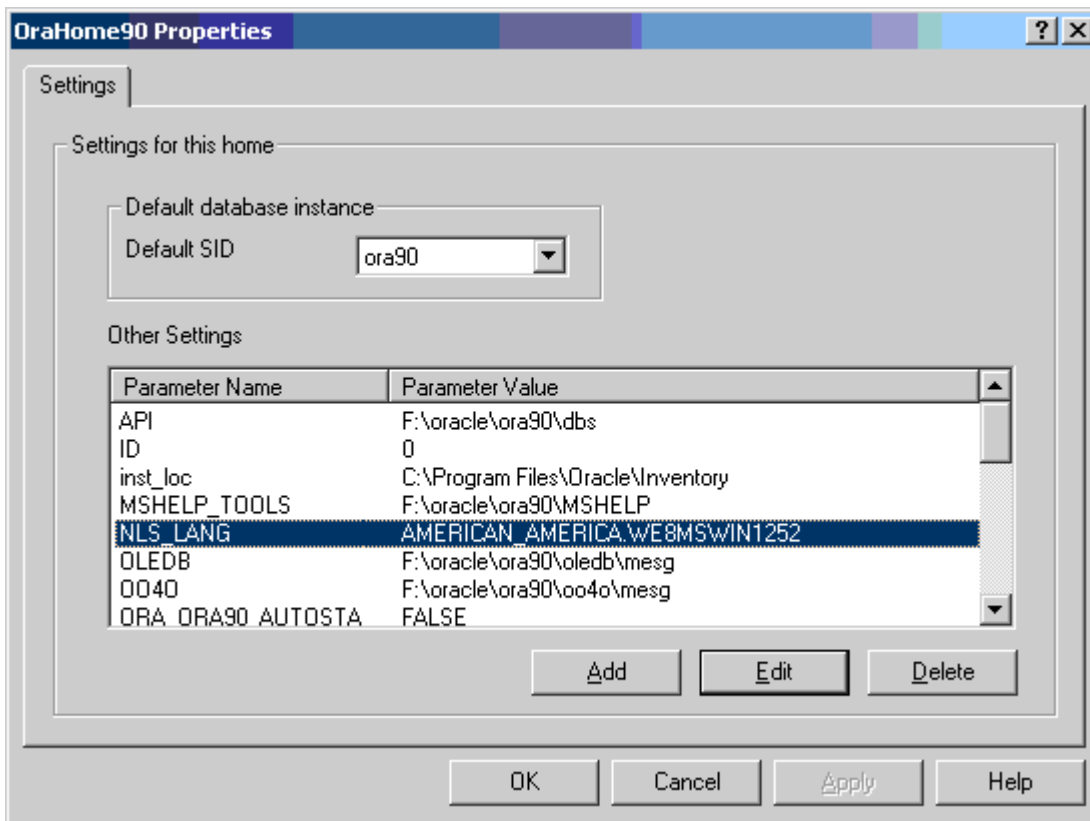 OraHome90 Properties
Settings
Settings for this home
Default database instance
Default SID ora90
Other Settings
Parameter Name Parameter Value
API F:\oracle\ora90\dbs
ID 0
inst_loc C:\Program Files\Oracle\Inventory
MSHELP_TOOLS F:\oracle\ora90\MSHELP
NLS_LANG AMERICAN_AMERICA.WE8MSWIN1252
OLEDB F:\oracle\ora90\oledb\mesg
OO4O F:\oracle\ora90\oo4o\mesg
ORA_ORA90_AUTOSTA FALSE
Add Edit Delete
OK Cancel Apply Help